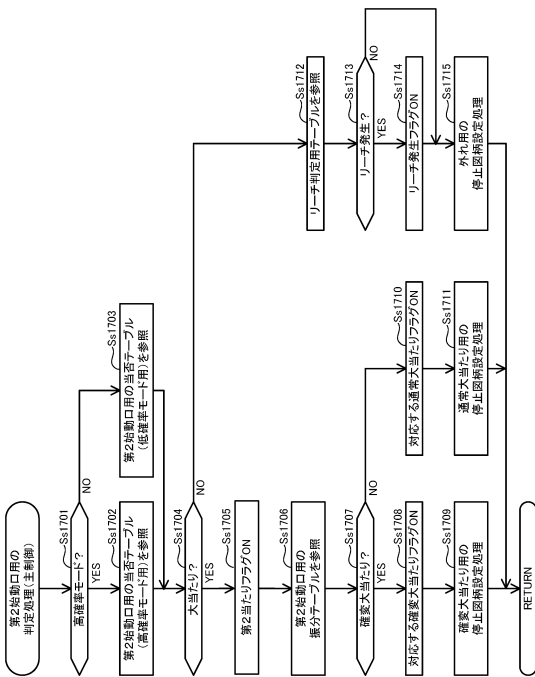 第2始動口用の
判定処理(主制御)
Ss1701
高確率モード?
NO
YES
Ss1702
第2始動口用の当否テーブル
(高確率モード用)を参照
Ss1703
第2始動口用の当否テーブル
(低確率モード用)を参照
Ss1704
大当たり?
NO
YES
Ss1705
第2当たりフラグON
Ss1706
第2始動口用の
振分テーブルを参照
Ss1707
確変大当たり?
NO
YES
Ss1708
対応する確変大当たりフラグON
Ss1709
確変大当たり用の
停止図柄設定処理
Ss1710
対応する通常大当たりフラグON
Ss1711
通常大当たり用の
停止図柄設定処理
Ss1712
リーチ判定用テーブルを参照
Ss1713
リーチ発生?
NO
YES
Ss1714
リーチ発生フラグON
Ss1715
外れ用の
停止図柄設定処理
RETURN